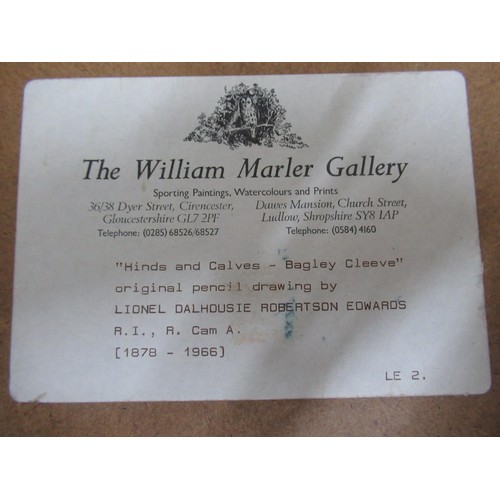 The William Marler Gallery
Sporting Paintings, Watercolours and Prints
36/38 Dyer Street, Cirencester,
Gloucestershire GL7 2PF
Telephone: (0285) 68526/68527
Dawes Mansion, Church Street,
Ludlow, Shropshire SY8 1AP
Telephone: (0584) 4160
"Hinds and Calves - Bagley Cleeve"
original pencil drawing by
LIONEL DALHOUSIE ROBERTSON EDWARDS
R.I., R. Cam A.
[1878 - 1966]
LE 2.